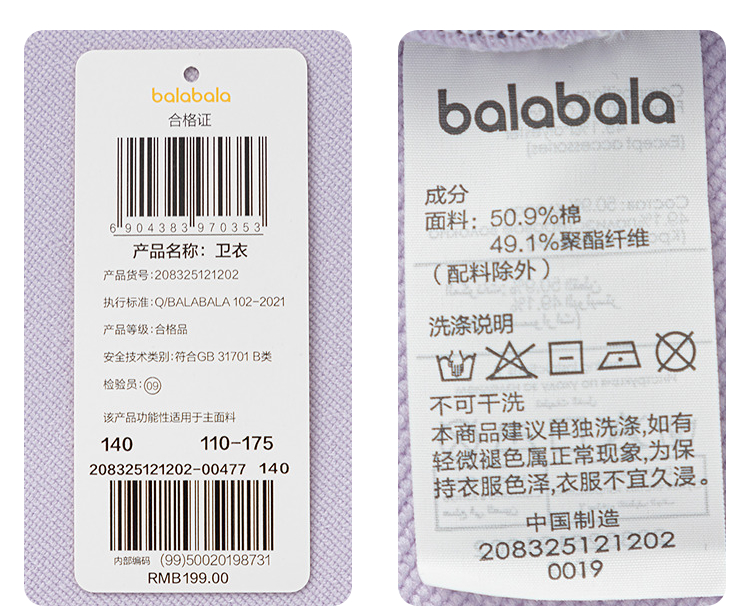 balabala
合格证
6904383970353
产品名称：卫衣
产品货号：208325121202
执行标准：Q/BALABALA 102-2021
产品等级：合格品
安全技术类别：符合GB 31701 B类
检验员：09
该产品功能性适用于主面料
140 110-175
208325121202-00477 140
内部编码 (99)50020198731
RMB199.00
balabala
成分
面料：50.9%棉
49.1%聚酯纤维
（配料除外）
洗涤说明
不可干洗
本商品建议单独洗涤,如有
轻微褪色属正常现象,为保
持衣服色泽,衣服不宜久浸。
中国制造
208325121202
0019